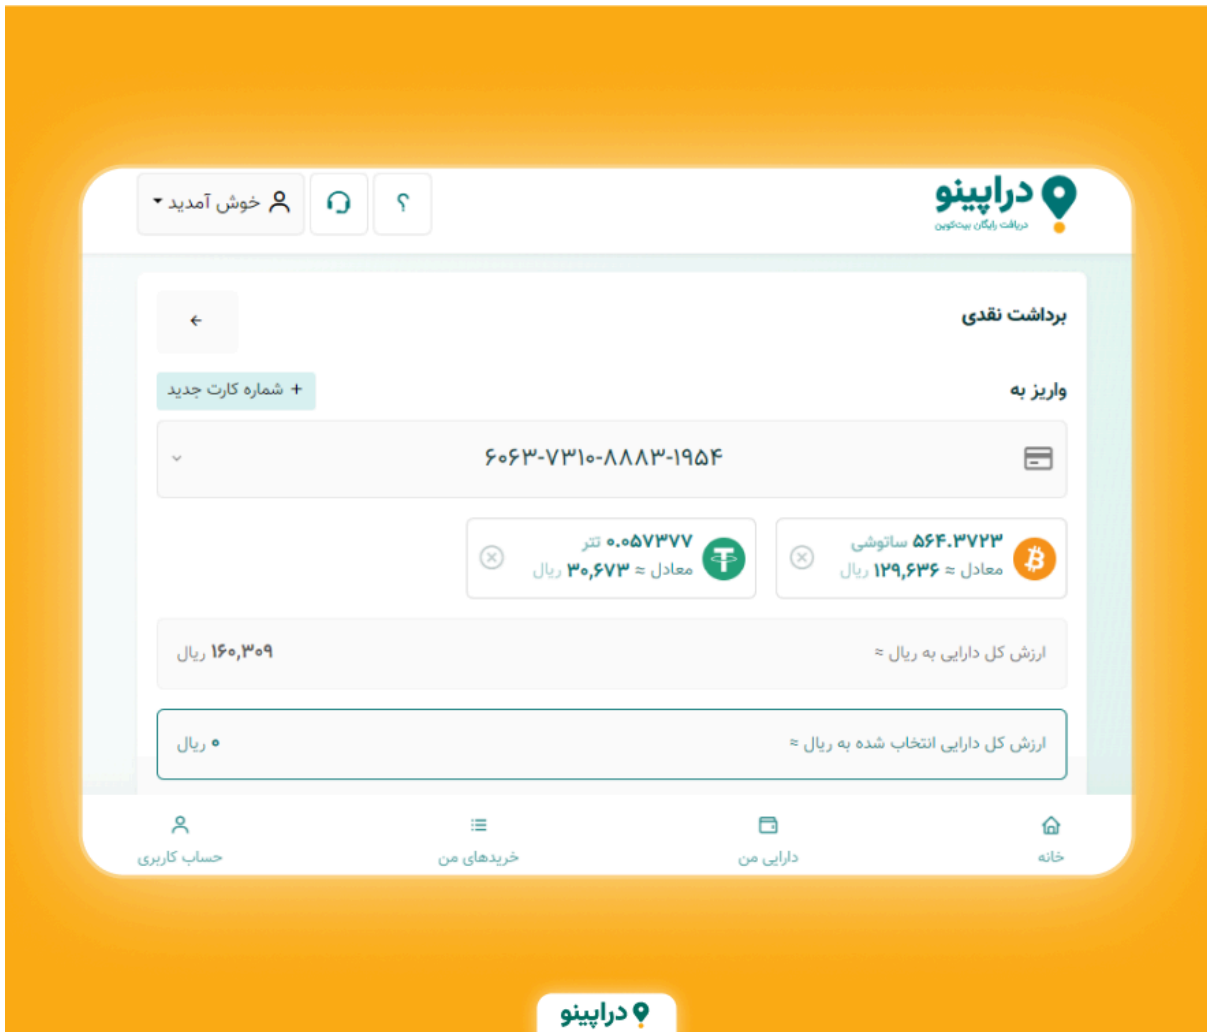 دراپینو
دریافت رایگان بیت‌کوین
؟
خوش آمدید
برداشت نقدی
واریز به
+ شماره کارت جدید
۶۰۶۳-۷۳۱۰-۸۸۸۳-۱۹۵۴
۵۶۴.۳۷۲۳ ساتوشی
معادل ≈ ۱۲۹,۶۳۶ ریال
۰.۰۵۷۳۷۷ تتر
معادل ≈ ۳۰,۶۷۳ ریال
ارزش کل دارایی به ریال ≈ ۱۶۰,۳۰۹ ریال
ارزش کل دارایی انتخاب شده به ریال ≈ ۰ ریال
خانه
دارایی من
خریدهای من
حساب کاربری
دراپینو